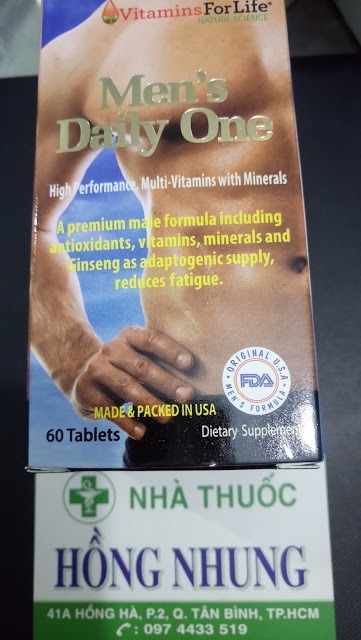 VitaminsForLife®
NATURE SCIENCE
Men's
Daily One
High Performance, Multi-Vitamins with Minerals
A premium male formula including
antioxidants, vitamins, minerals and
Ginseng as adaptogenic supply,
reduces fatigue.
ORIGINAL U.S.A
FDA
MEN'S FORMULA
MADE & PACKED IN USA
60 Tablets
Dietary Supplement
NHÀ THUỐC
HỒNG NHUNG
41A HỒNG HÀ, P.2, Q. TÂN BÌNH, TP.HCM
: 097 4433 519